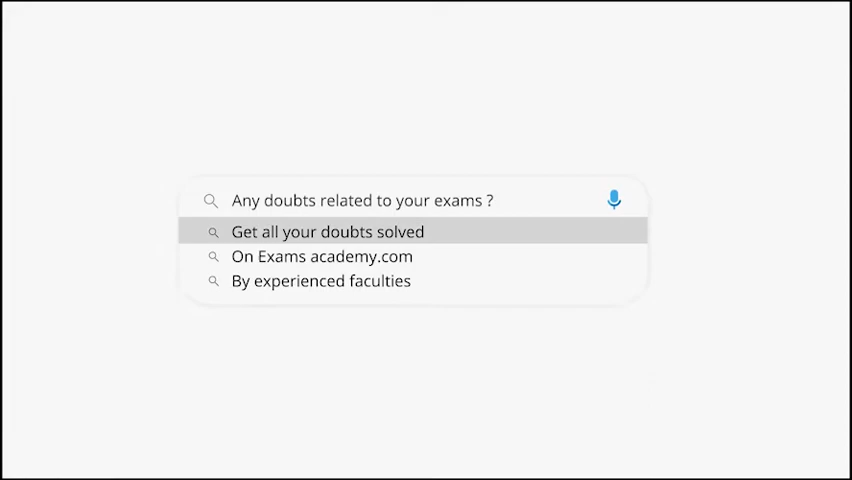 Any doubts related to your exams ?
Get all your doubts solved
On Exams academy.com
By experienced faculties